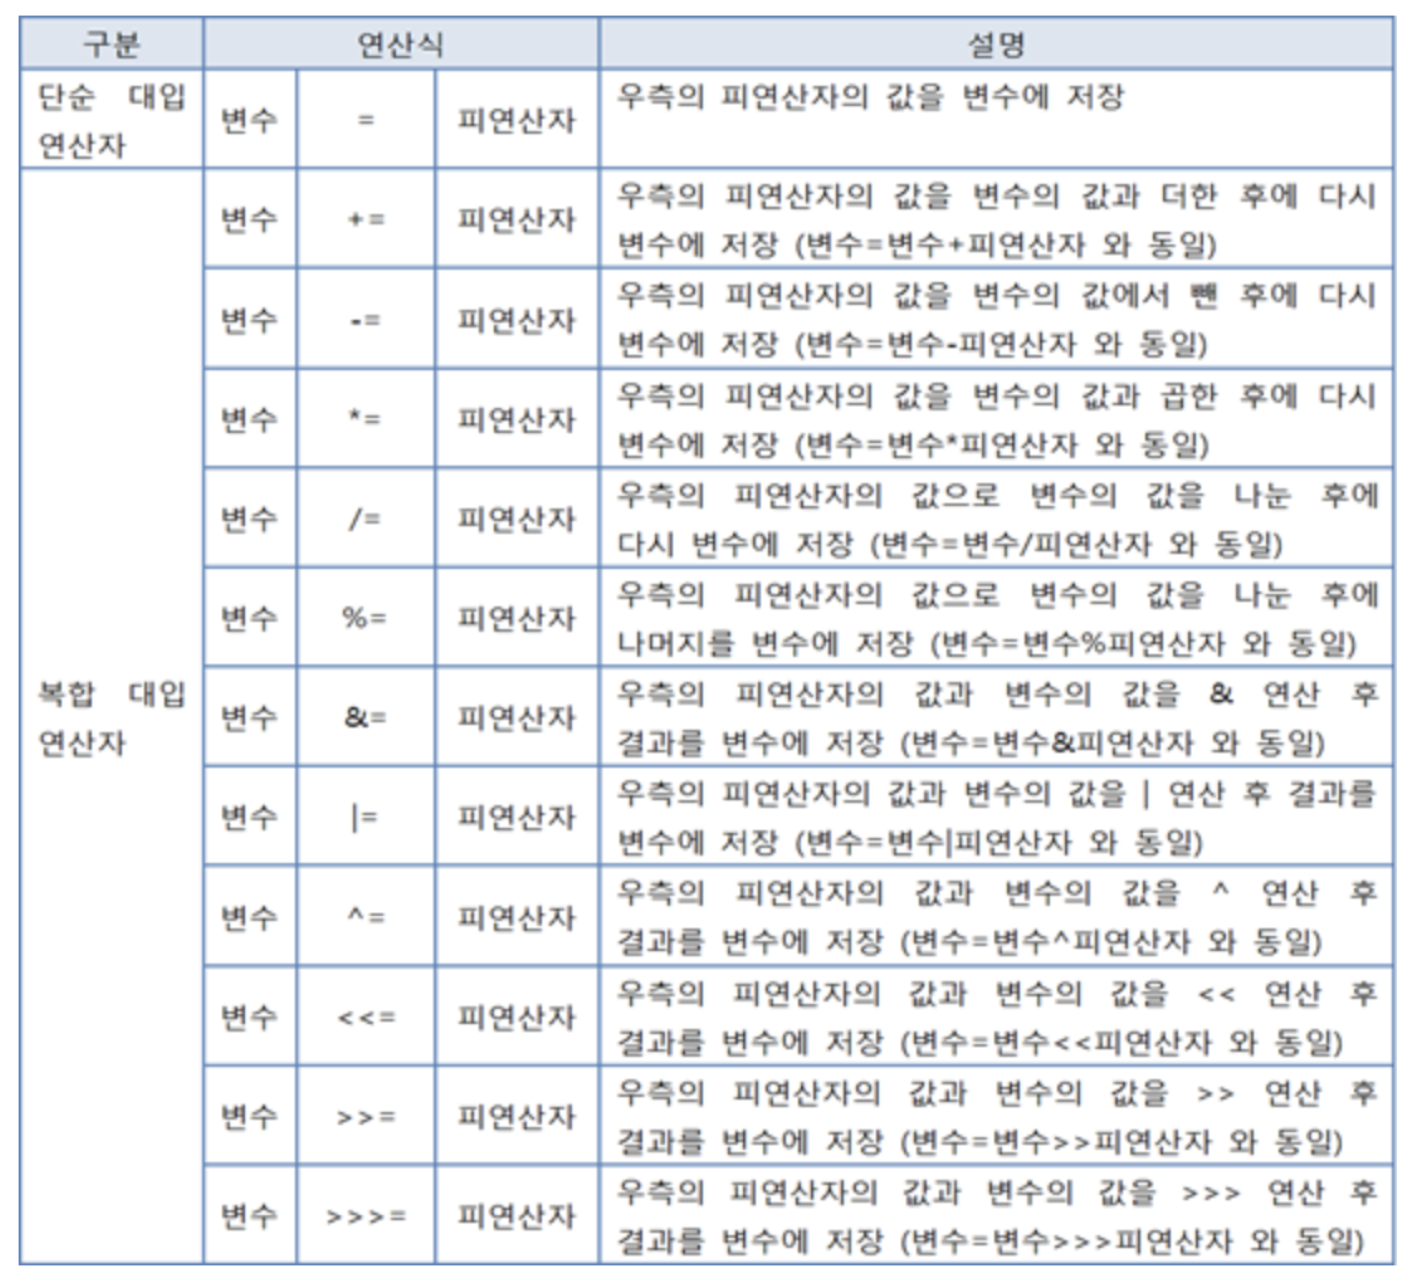 구분 연산식 설명
단순 대입
연산자
변수 = 피연산자
우측의 피연산자의 값을 변수에 저장
복합 대입
연산자
변수 += 피연산자
우측의 피연산자의 값을 변수의 값과 더한 후에 다시
변수에 저장 (변수=변수+피연산자 와 동일)
변수 -= 피연산자
우측의 피연산자의 값을 변수의 값에서 뺀 후에 다시
변수에 저장 (변수=변수-피연산자 와 동일)
변수 *= 피연산자
우측의 피연산자의 값을 변수의 값과 곱한 후에 다시
변수에 저장 (변수=변수*피연산자 와 동일)
변수 /= 피연산자
우측의 피연산자의 값으로 변수의 값을 나눈 후에
다시 변수에 저장 (변수=변수/피연산자 와 동일)
변수 %= 피연산자
우측의 피연산자의 값으로 변수의 값을 나눈 후에
나머지를 변수에 저장 (변수=변수%피연산자 와 동일)
변수 &= 피연산자
우측의 피연산자의 값과 변수의 값을 & 연산 후
결과를 변수에 저장 (변수=변수&피연산자 와 동일)
변수 |= 피연산자
우측의 피연산자의 값과 변수의 값을 | 연산 후 결과를
변수에 저장 (변수=변수|피연산자 와 동일)
변수 ^= 피연산자
우측의 피연산자의 값과 변수의 값을 ^ 연산 후
결과를 변수에 저장 (변수=변수^피연산자 와 동일)
변수 <<= 피연산자
우측의 피연산자의 값과 변수의 값을 << 연산 후
결과를 변수에 저장 (변수=변수<<피연산자 와 동일)
변수 >>= 피연산자
우측의 피연산자의 값과 변수의 값을 >> 연산 후
결과를 변수에 저장 (변수=변수>>피연산자 와 동일)
변수 >>>= 피연산자
우측의 피연산자의 값과 변수의 값을 >>> 연산 후
결과를 변수에 저장 (변수=변수>>>피연산자 와 동일)